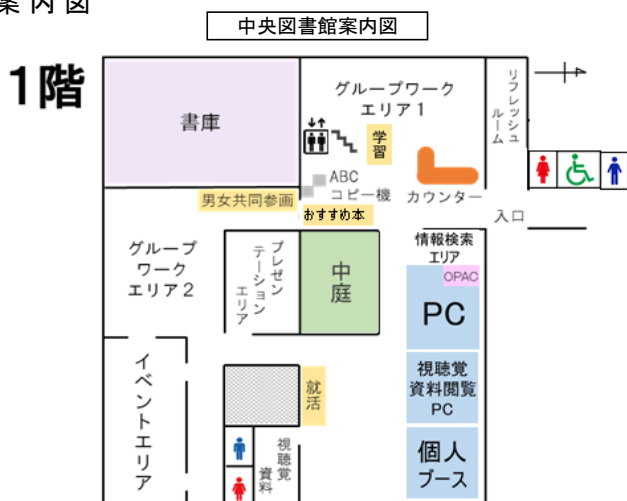 案内図
中央図書館案内図
1階
書庫
グループワーク
エリア1
リフレッシュ
ルーム
学習
ABC
コピー機
カウンター
男女共同参画
おすすめ本
入口
グループ
ワーク
エリア2
プレゼン
テーション
エリア
中庭
情報検索
エリア
OPAC
PC
イベントエリア
就活
視聴覚
資料閲覧
PC
視聴覚
資料
個人
ブース